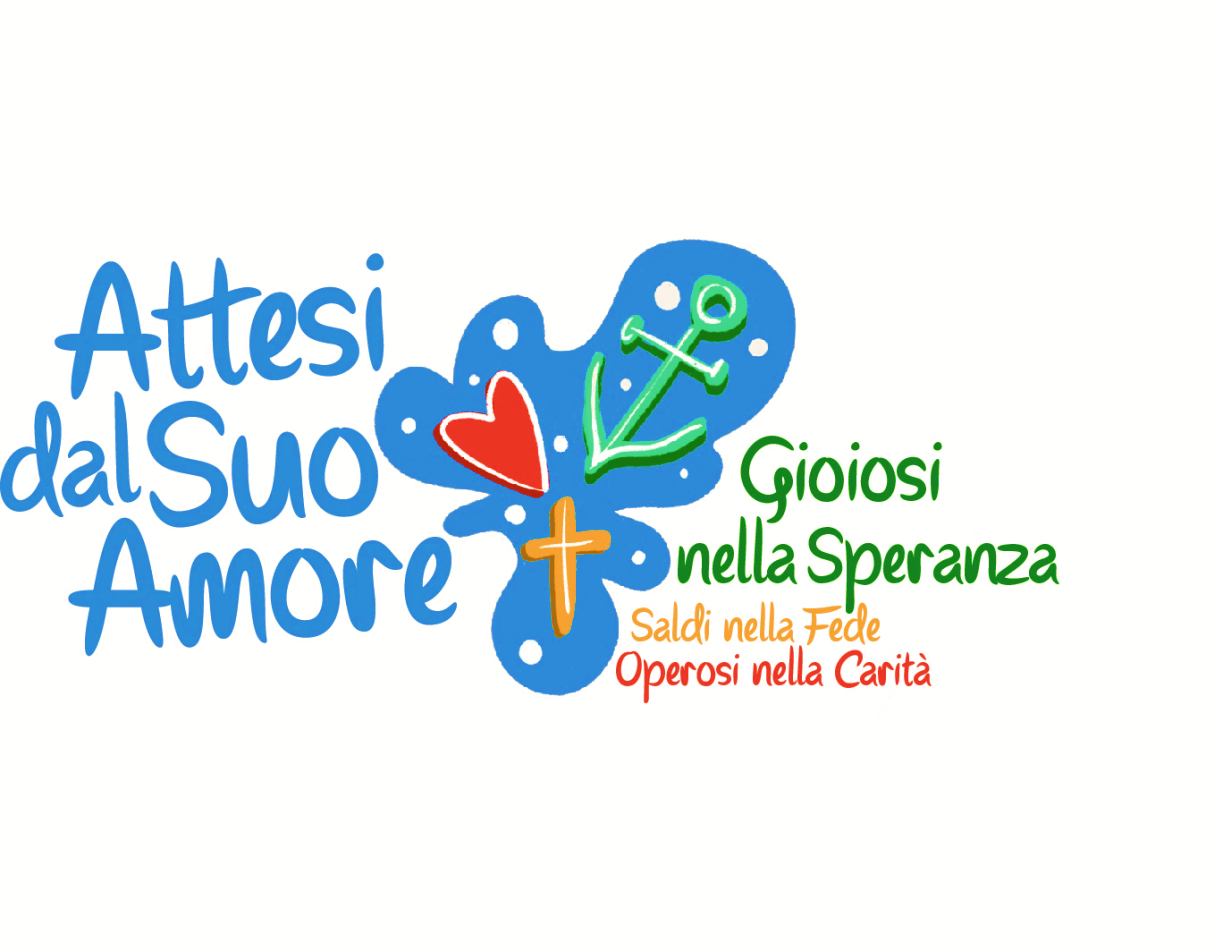 Attesi
dal Suo
Amore
Gioiosi
nella Speranza
Saldi nella Fede
Operosi nella Carità